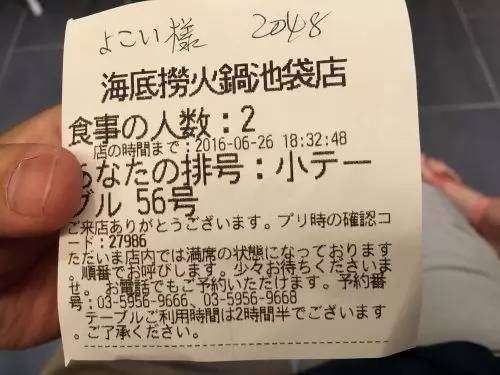 よこい様 2048
海底撈火鍋池袋店
食事の人数：2
店の時間まで：2016-06-26 18:32:48
あなたの排号：小テー
ブル 56号
ご来店ありがとうございます。プリ時の確認コ
ード：27986
ただいま店内では満席の状態になっております
。順番でお呼びします。少々お待ちくださいま
せ。 お電話でもご予約いただけます。予約番
号：03-5956-9666、03-5956-9668
テーブルご利用時間は2時間半でございます
。ご了承ください。